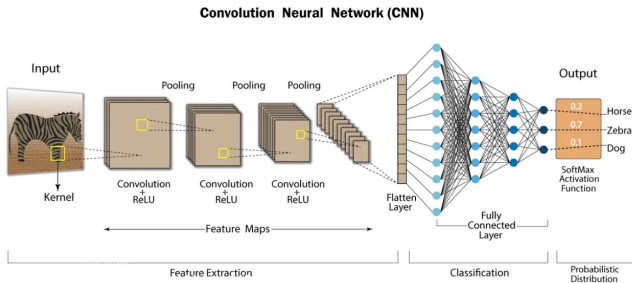 Convolution Neural Network (CNN)
Input
Pooling
Pooling
Pooling
Output
0.2
Horse
0.7
Zebra
0.1
Dog
Kernel
Convolution
+
ReLU
Convolution
+
ReLU
Convolution
+
ReLU
Flatten
Layer
SoftMax
Activation
Function
Feature Maps
Fully
Connected
Layer
Feature Extraction
Classification
Probabilistic
Distribution